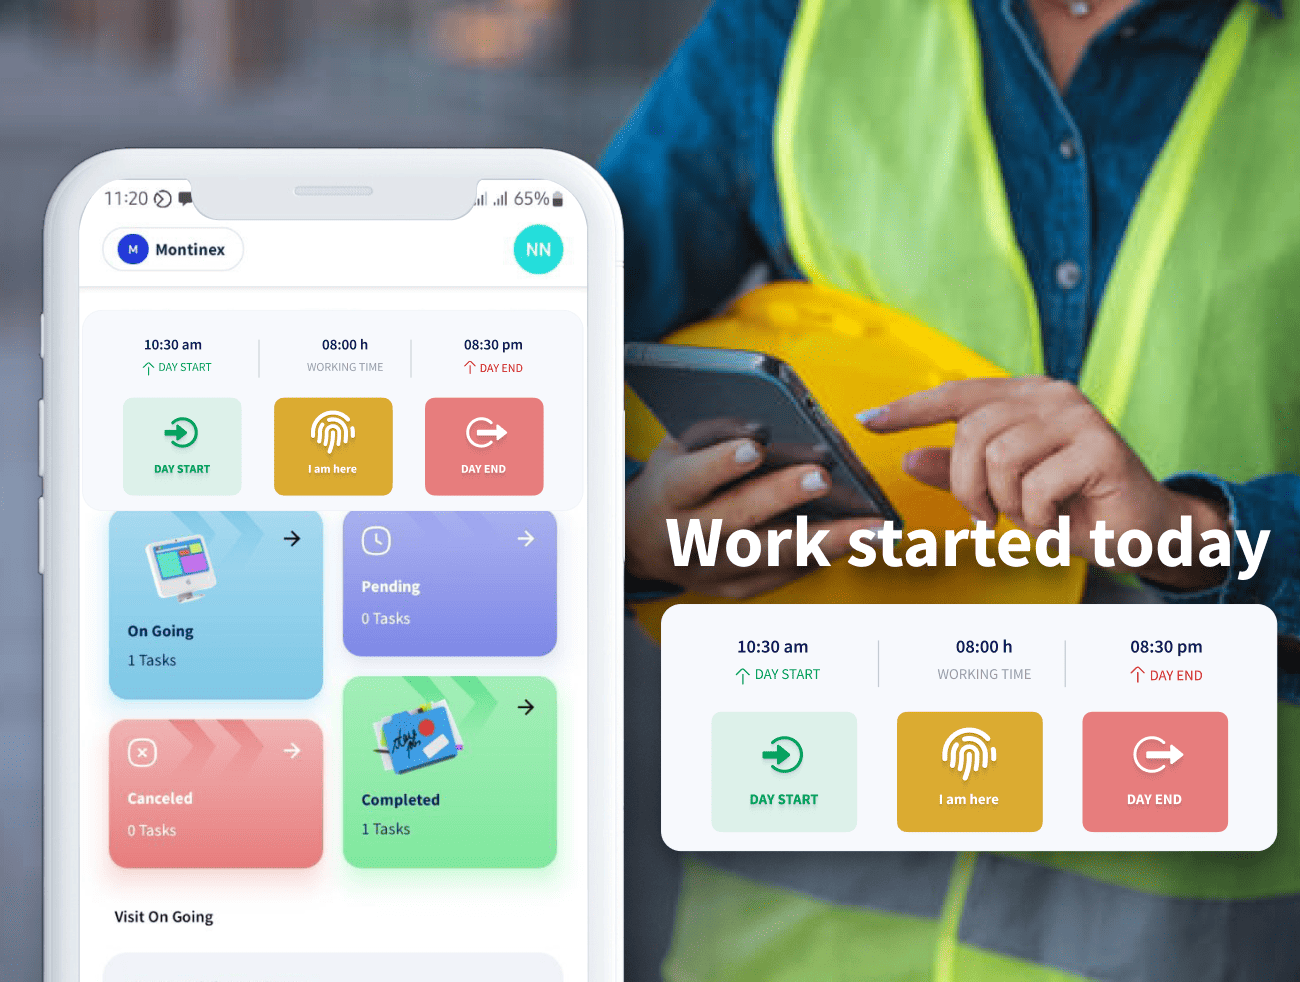 11:20
65%
M Montinex
NN
10:30 am
08:00 h
08:30 pm
DAY START
WORKING TIME
DAY END
DAY START
I am here
DAY END
On Going
1 Tasks
Pending
0 Tasks
Canceled
0 Tasks
Completed
1 Tasks
Visit On Going
Work started today
10:30 am
08:00 h
08:30 pm
DAY START
WORKING TIME
DAY END
DAY START
I am here
DAY END